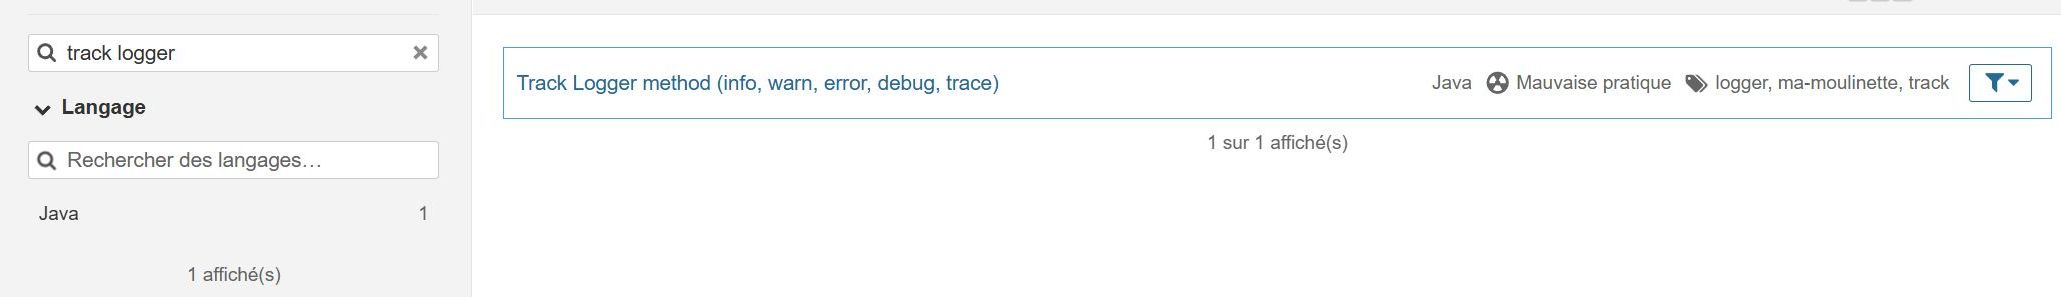 track logger
Langage
Rechercher des langages…
Java 1
1 affiché(s)
Track Logger method (info, warn, error, debug, trace) Java Mauvaise pratique logger, ma-moulinette, track
1 sur 1 affiché(s)